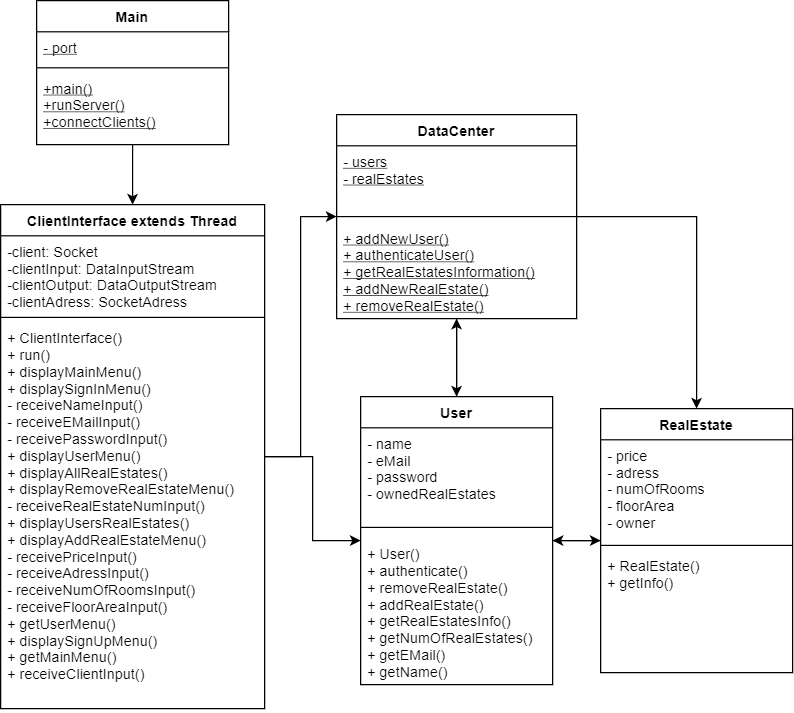 Main
- port
+main()
+runServer()
+connectClients()
DataCenter
- users
- realEstates
+ addNewUser()
+ authenticateUser()
+ getRealEstatesInformation()
+ addNewRealEstate()
+ removeRealEstate()
ClientInterface extends Thread
-client: Socket
-clientInput: DataInputStream
-clientOutput: DataOutputStream
-clientAdress: SocketAdress
+ ClientInterface()
+ run()
+ displayMainMenu()
+ displaySignInMenu()
- receiveNameInput()
- receiveEMailInput()
- receivePasswordInput()
+ displayUserMenu()
+ displayAllRealEstates()
+ displayRemoveRealEstateMenu()
- receiveRealEstateNumInput()
+ displayUsersRealEstates()
+ displayAddRealEstateMenu()
- receivePriceInput()
- receiveAdressInput()
- receiveNumOfRoomsInput()
- receiveFloorAreaInput()
+ getUserMenu()
+ displaySignUpMenu()
+ getMainMenu()
+ receiveClientInput()
User
- name
- eMail
- password
- ownedRealEstates
+ User()
+ authenticate()
+ removeRealEstate()
+ addRealEstate()
+ getRealEstatesInfo()
+ getNumOfRealEstates()
+ getEMail()
+ getName()
RealEstate
- price
- adress
- numOfRooms
- floorArea
- owner
+ RealEstate()
+ getInfo()